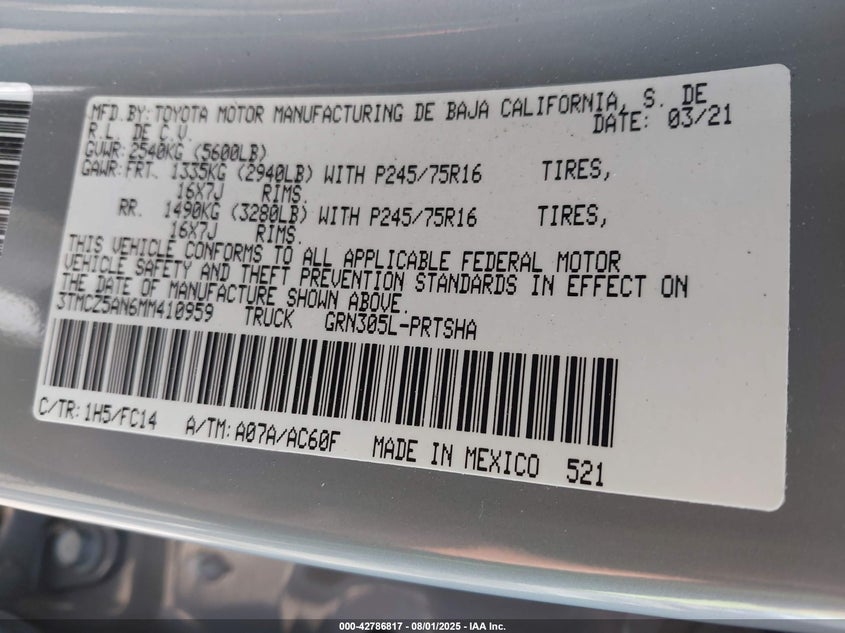 MFD.BY: TOYOTA MOTOR MANUFACTURING DE BAJA CALIFORNIA, S. DE
R.L. DE C.V. DATE: 03/21
GVWR: 2540KG (5600LB)
GAWR: FRT. 1335KG (2940LB) WITH P245/75R16 TIRES,
16X7J RIMS.
RR. 1490KG (3280LB) WITH P245/75R16 TIRES,
16X7J RIMS.
THIS VEHICLE CONFORMS TO ALL APPLICABLE FEDERAL MOTOR
VEHICLE SAFETY AND THEFT PREVENTION STANDARDS IN EFFECT ON
THE DATE OF MANUFACTURE SHOWN ABOVE.
3TMCZ5AN6MM410959 TRUCK GRN305L-PRTSHA
C/TR: 1H5/FC14 A/TM: A07A/AC60F MADE IN MEXICO 521
000-42786817 - 08/01/2025 - IAA Inc.